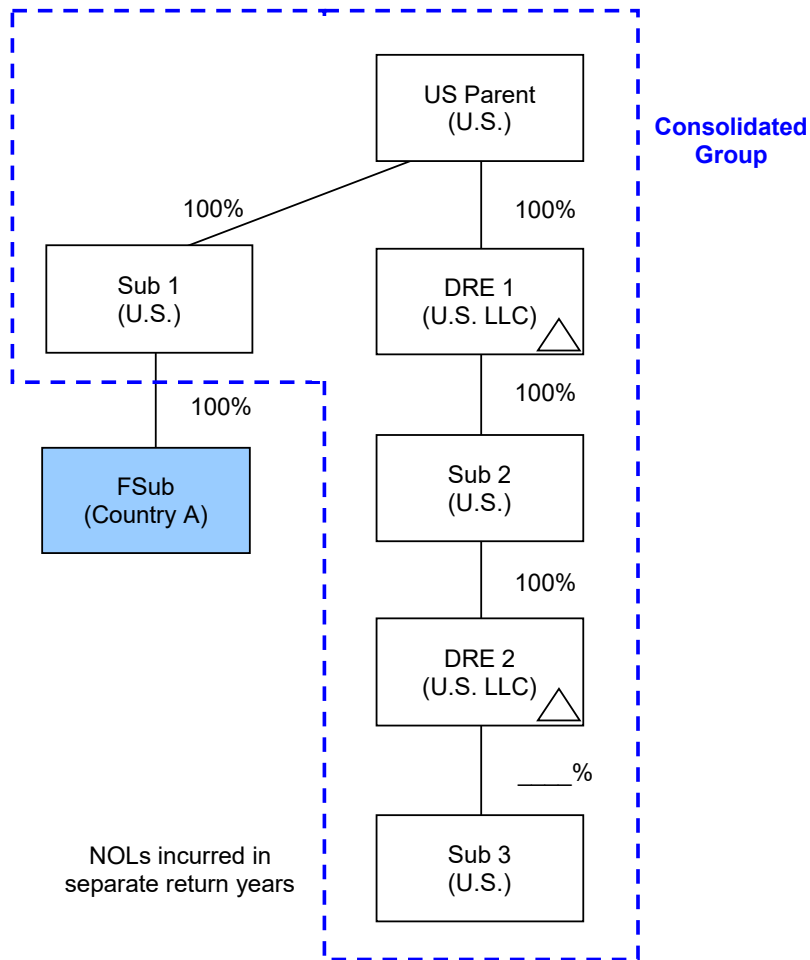 US Parent
(U.S.)
Consolidated
Group
100%
100%
Sub 1
(U.S.)
DRE 1
(U.S. LLC)
100%
100%
FSub
(Country A)
Sub 2
(U.S.)
100%
DRE 2
(U.S. LLC)
____%
NOLs incurred in
separate return years
Sub 3
(U.S.)